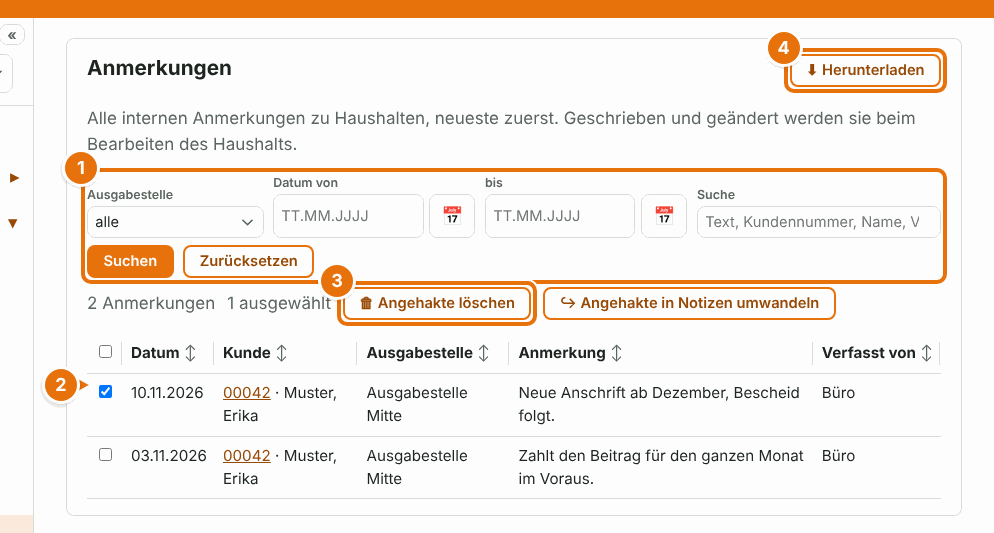 «
Anmerkungen
4
⬇ Herunterladen
Alle internen Anmerkungen zu Haushalten, neueste zuerst. Geschrieben und geändert werden sie beim
Bearbeiten des Haushalts.
1
Ausgabestelle
alle
Datum von
TT.MM.JJJJ
bis
TT.MM.JJJJ
Suche
Text, Kundennummer, Name, V
Suchen
Zurücksetzen
3
2 Anmerkungen 1 ausgewählt
Angehakte löschen
↪ Angehakte in Notizen umwandeln
Datum ↕ Kunde ↕ Ausgabestelle ↕ Anmerkung ↕ Verfasst von ↕
2
10.11.2026 00042 · Muster, Ausgabestelle Neue Anschrift ab Dezember, Bescheid Büro
Erika Mitte folgt.
03.11.2026 00042 · Muster, Ausgabestelle Zahlt den Beitrag für den ganzen Monat Büro
Erika Mitte im Voraus.